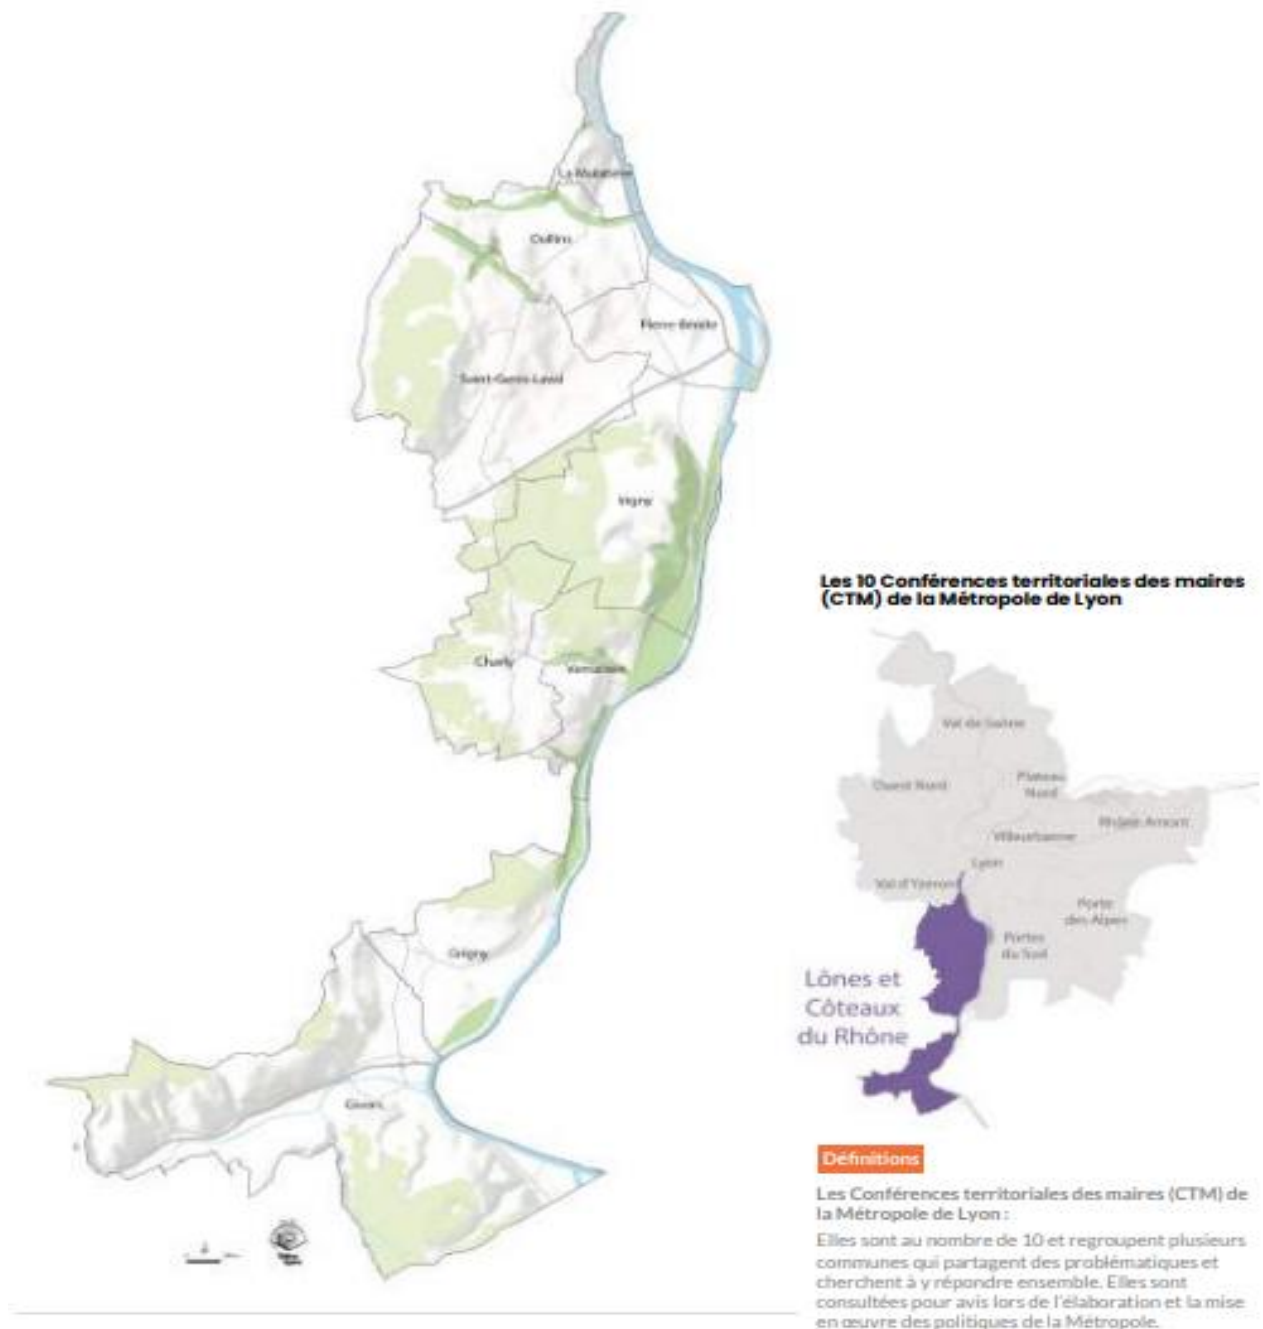 La Mulatière
Oullins
Pierre-Bénite
Saint-Genis-Laval
Irigny
Charly
Vernaison
Grigny
Givors
Les 10 Conférences territoriales des maires
(CTM) de la Métropole de Lyon
Val de Saône
Ouest Nord
Plateau
Nord
Rhône Amont
Villeurbanne
Lyon
Val d'Yzeron
Porte
des Alpes
Portes
du Sud
Lônes et
Côteaux
du Rhône
Définitions
Les Conférences territoriales des maires (CTM) de
la Métropole de Lyon :
Elles sont au nombre de 10 et regroupent plusieurs
communes qui partagent des problématiques et
cherchent à y répondre ensemble. Elles sont
consultées pour avis lors de l'élaboration et la mise
en œuvre des politiques de la Métropole.